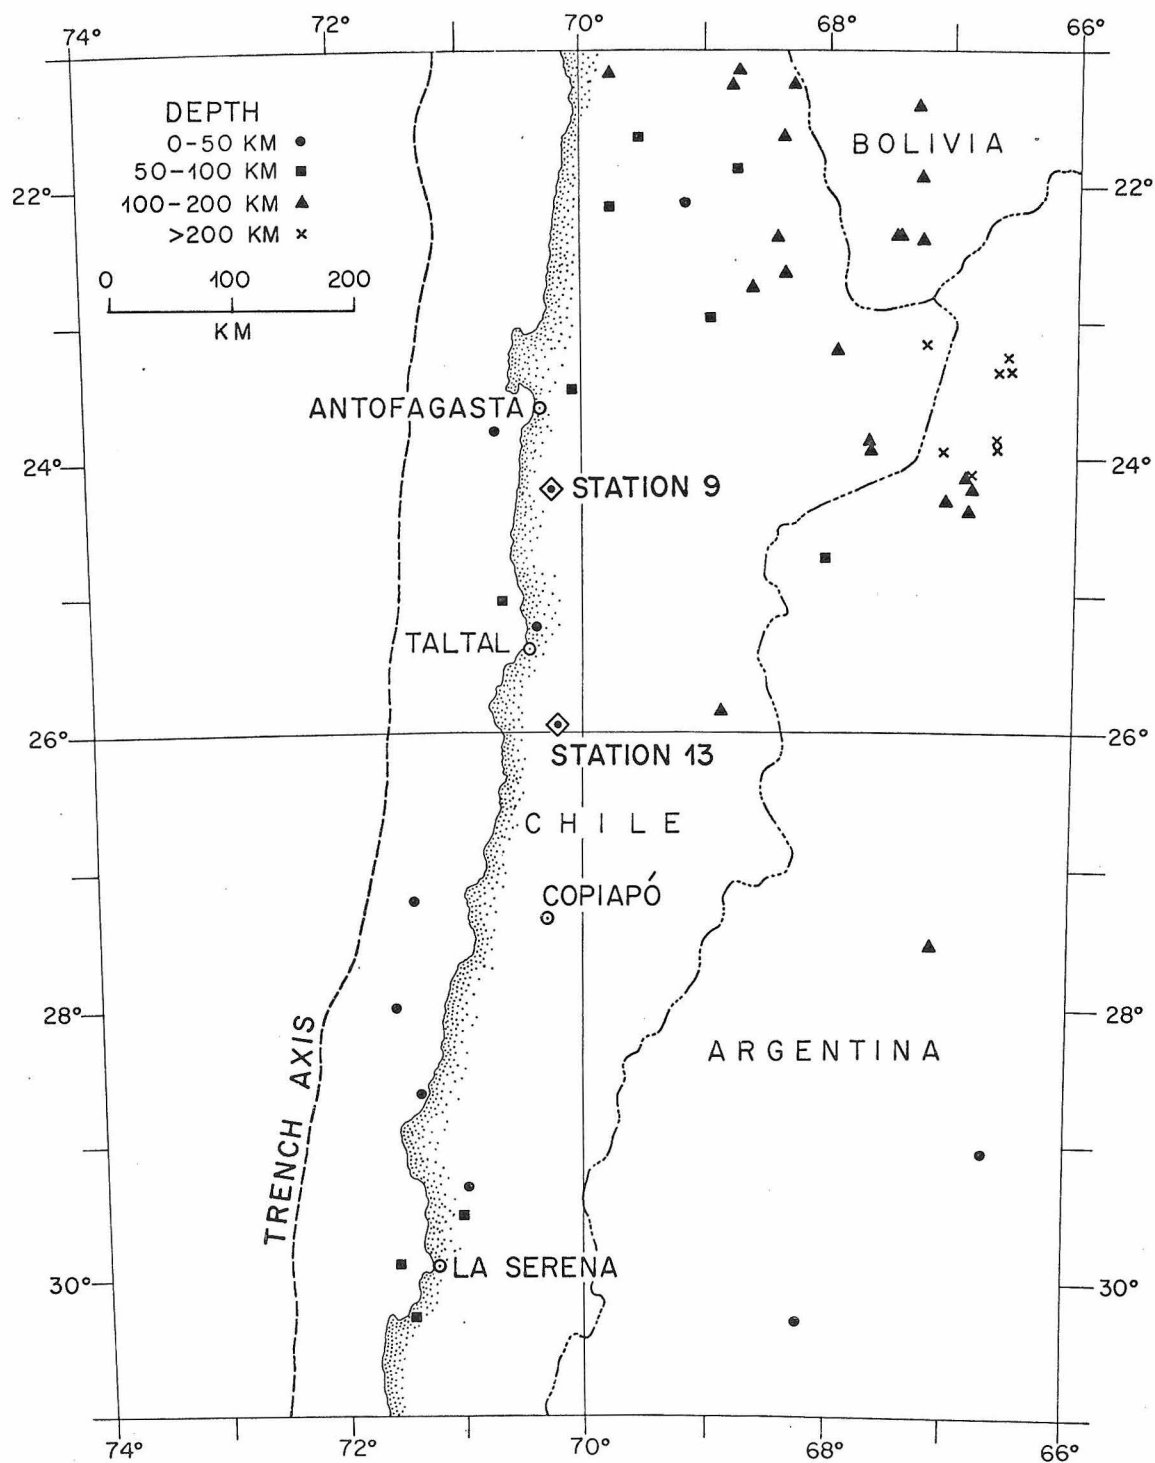 74° 72° 70° 68° 66°
DEPTH
0-50 KM
50-100 KM
100-200 KM
>200 KM
0 100 200
KM
BOLIVIA
22° 22°
ANTOFAGASTA
24° 24°
STATION 9
TALTAL
26° 26°
STATION 13
CHILE
COPIAPÓ
28° 28°
TRENCH AXIS
ARGENTINA
LA SERENA
30° 30°
74° 72° 70° 68° 66°